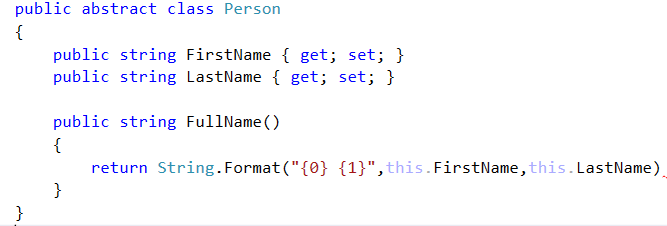 public abstract class Person
{
    public string FirstName { get; set; }
    public string LastName { get; set; }

    public string FullName()
    {
        return String.Format("{0} {1}",this.FirstName,this.LastName)
    }
}